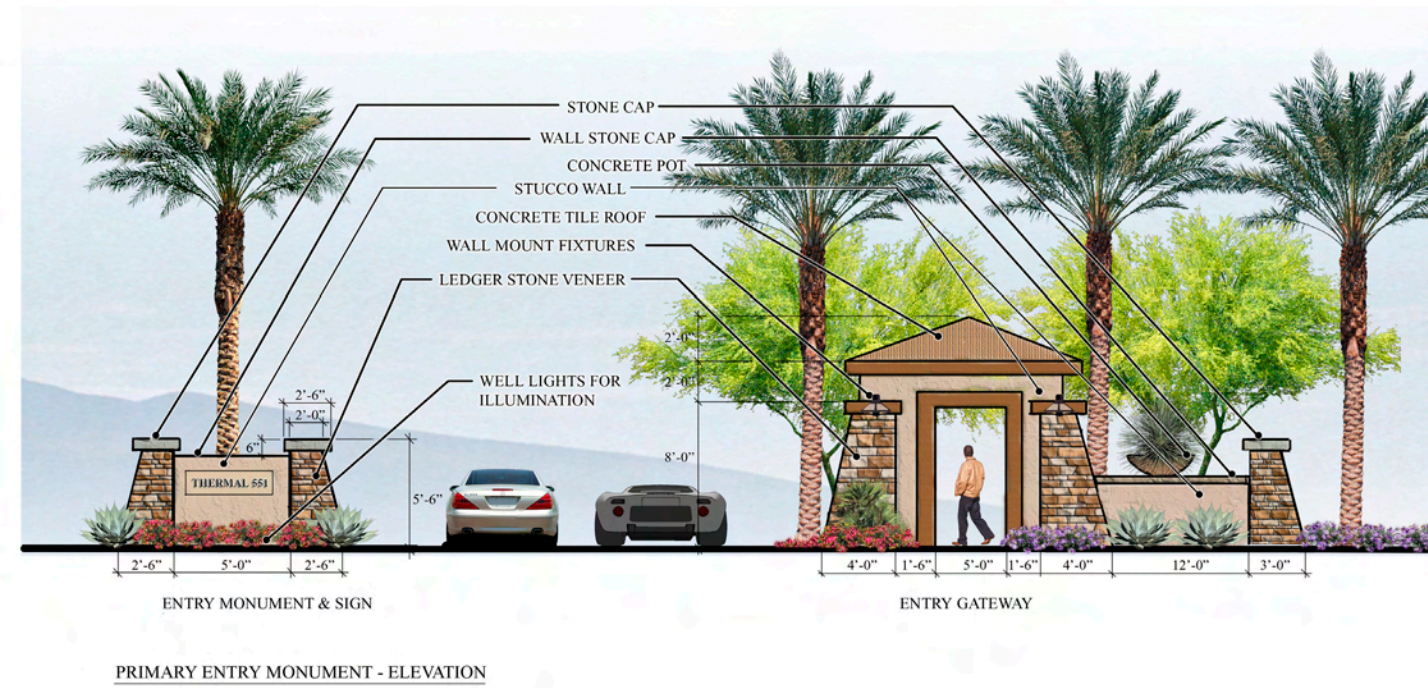 STONE CAP
WALL STONE CAP
CONCRETE POT
STUCCO WALL
CONCRETE TILE ROOF
WALL MOUNT FIXTURES
LEDGER STONE VENEER
WELL LIGHTS FOR
ILLUMINATION
2'-6"
2'-0"
6"
5'-6"
THERMAL 551
2'-0"
2'-0"
8'-0"
2'-6"
5'-0"
2'-6"
4'-0"
1'-6"
5'-0"
1'-6"
4'-0"
12'-0"
3'-0"
ENTRY MONUMENT & SIGN
ENTRY GATEWAY
PRIMARY ENTRY MONUMENT - ELEVATION